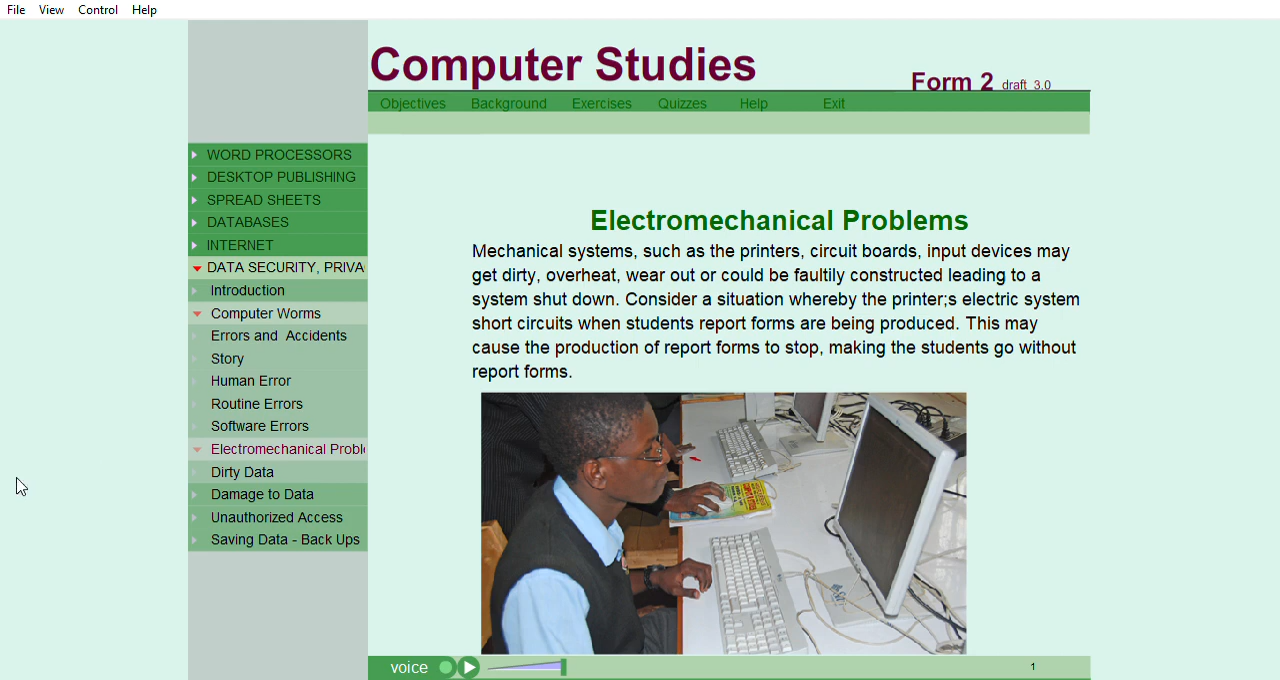 File View Control Help
Computer Studies
Form 2 draft 3.0
Objectives Background Exercises Quizzes Help Exit
WORD PROCESSORS
DESKTOP PUBLISHING
SPREAD SHEETS
DATABASES
INTERNET
DATA SECURITY, PRIVA
Introduction
Computer Worms
Errors and Accidents
Story
Human Error
Routine Errors
Software Errors
Electromechanical Proble
Dirty Data
Damage to Data
Unauthorized Access
Saving Data - Back Ups
Electromechanical Problems
Mechanical systems, such as the printers, circuit boards, input devices may
get dirty, overheat, wear out or could be faultily constructed leading to a
system shut down. Consider a situation whereby the printer;s electric system
short circuits when students report forms are being produced. This may
cause the production of report forms to stop, making the students go without
report forms.
voice
1